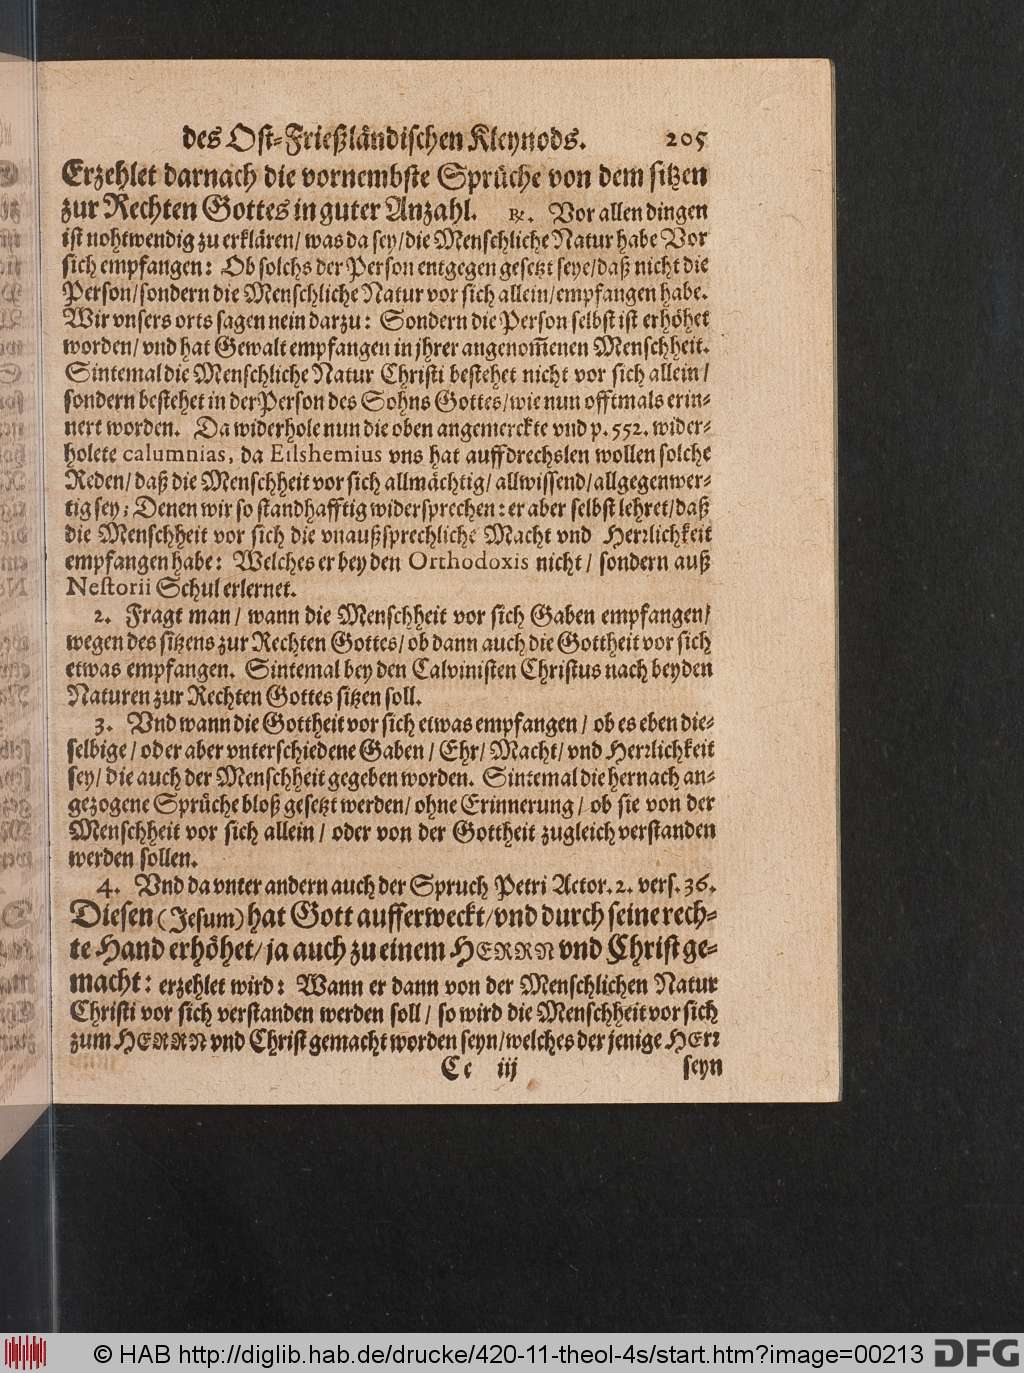 des Ost-Frießländischen Kleynods. 205
Erzehlet darnach die vornembste Sprüche von dem sitzen
zur Rechten Gottes in guter Anzahl. ℞. Vor allen dingen
ist nohtwendig zu erklären/ was da sey/ die Menschliche Natur habe Vor
sich empfangen: Ob solchs der Person entgegen gesetzt seye/ daß nicht die
Person/ sondern die Menschliche Natur vor sich allein/ empfangen habe.
Wir vnsers orts sagen nein darzu: Sondern die Person selbst ist erhöhet
worden/ vnd hat Gewalt empfangen in jhrer angenom̃enen Menschheit.
Sintemal die Menschliche Natur Christi bestehet nicht vor sich allein/
sondern bestehet in der Person des Sohns Gottes/ wie nun offtmals erin-
nert worden. Da widerhole nun die oben angemerckte vnd p. 552. wider-
holete calumnias, da Eilshemius vns hat auffdrechslen wollen solche
Reden/ daß die Menschheit vor sich allmächtig/ allwissend/ allgegenwer-
tig sey; Denen wir so standhafftig widersprechen: er aber selbst lehret/ daß
die Menschheit vor sich die vnaußsprechliche Macht vnd Herrlichkeit
empfangen habe: Welches er bey den Orthodoxis nicht/ sondern auß
Nestorii Schul erlernet.
2. Fragt man/ wann die Menschheit vor sich Gaben empfangen/
wegen des sitzens zur Rechten Gottes/ ob dann auch die Gottheit vor sich
etwas empfangen. Sintemal bey den Calvinisten Christus nach beyden
Naturen zur Rechten Gottes sitzen soll.
3. Vnd wann die Gottheit vor sich etwas empfangen/ ob es eben die-
selbige/ oder aber vnterschiedene Gaben/ Ehr/ Macht/ vnd Herrlichkeit
sey/ die auch der Menschheit gegeben worden. Sintemal die hernach an-
gezogene Sprüche bloß gesetzt werden/ ohne Erinnerung/ ob sie von der
Menschheit vor sich allein/ oder von der Gottheit zugleich verstanden
werden sollen.
4. Vnd da vnter andern auch der Spruch Petri Actor. 2. vers. 36.
Diesen (Jesum) hat Gott aufferweckt/ vnd durch seine rech-
te Hand erhöhet/ ja auch zu einem HERRN vnd Christ ge-
macht: erzehlet wird: Wann er dann von der Menschlichen Natur
Christi vor sich verstanden werden soll/ so wird die Menschheit vor sich
zum HERRN vnd Christ gemacht worden seyn/ welches der jenige HErr
Cc iij seyn
© HAB http://diglib.hab.de/drucke/420-11-theol-4s/start.htm?image=00213 DFG